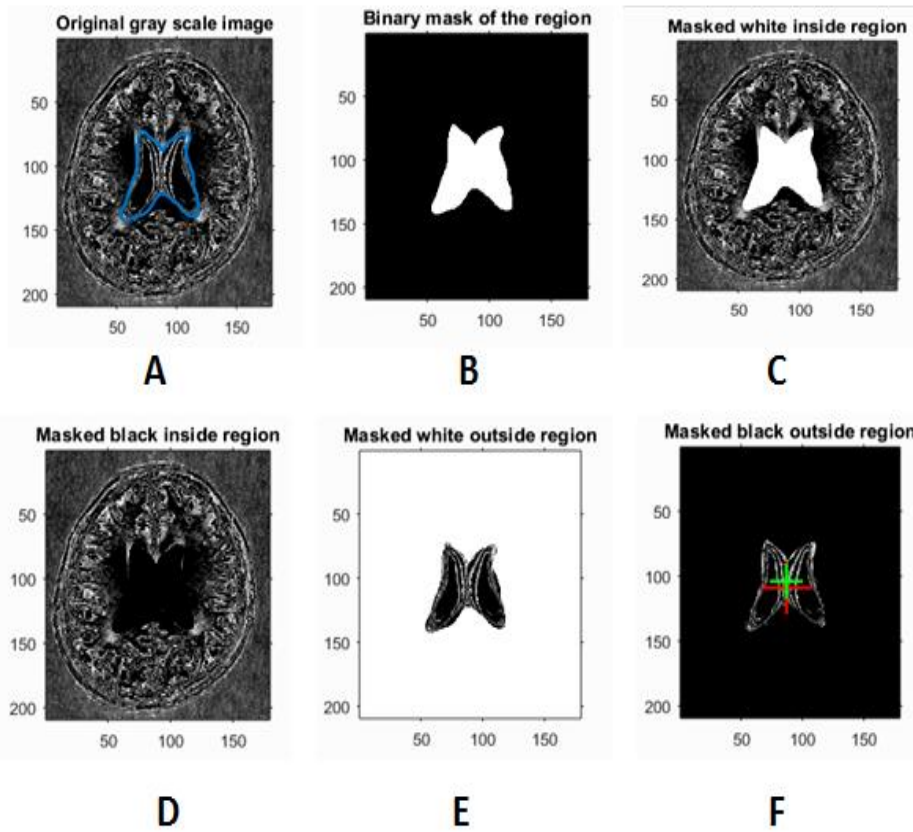 Original gray scale image
50
100
150
200
50 100 150
A
Binary mask of the region
50
100
150
200
50 100 150
B
Masked white inside region
50
100
150
200
50 100 150
C
Masked black inside region
50
100
150
200
50 100 150
D
Masked white outside region
50
100
150
200
50 100 150
E
Masked black outside region
50
100
150
200
50 100 150
F